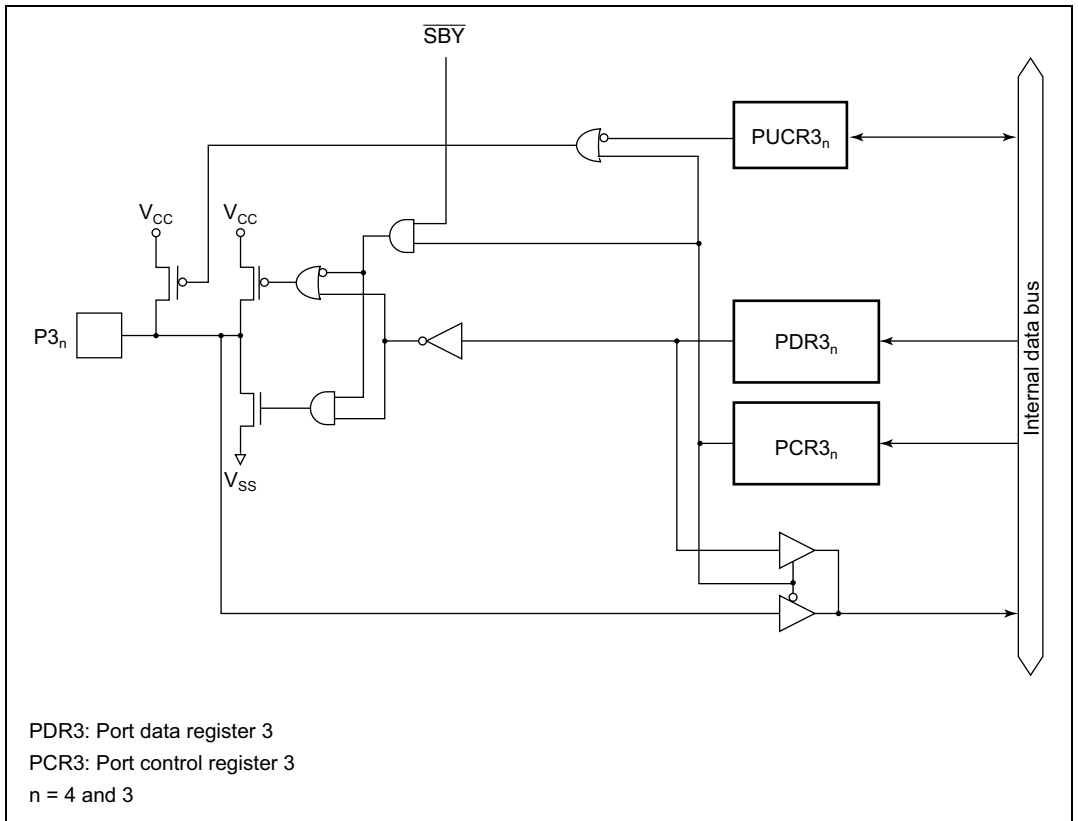 SBY
PUCR3n
VCC
VCC
P3n
PDR3n
PCR3n
VSS
Internal data bus
PDR3: Port data register 3
PCR3: Port control register 3
n = 4 and 3